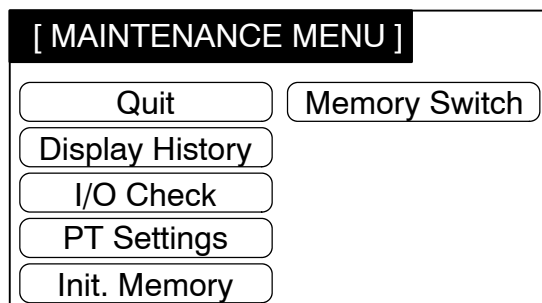 [ MAINTENANCE MENU ]
Quit Memory Switch
Display History
I/O Check
PT Settings
Init. Memory